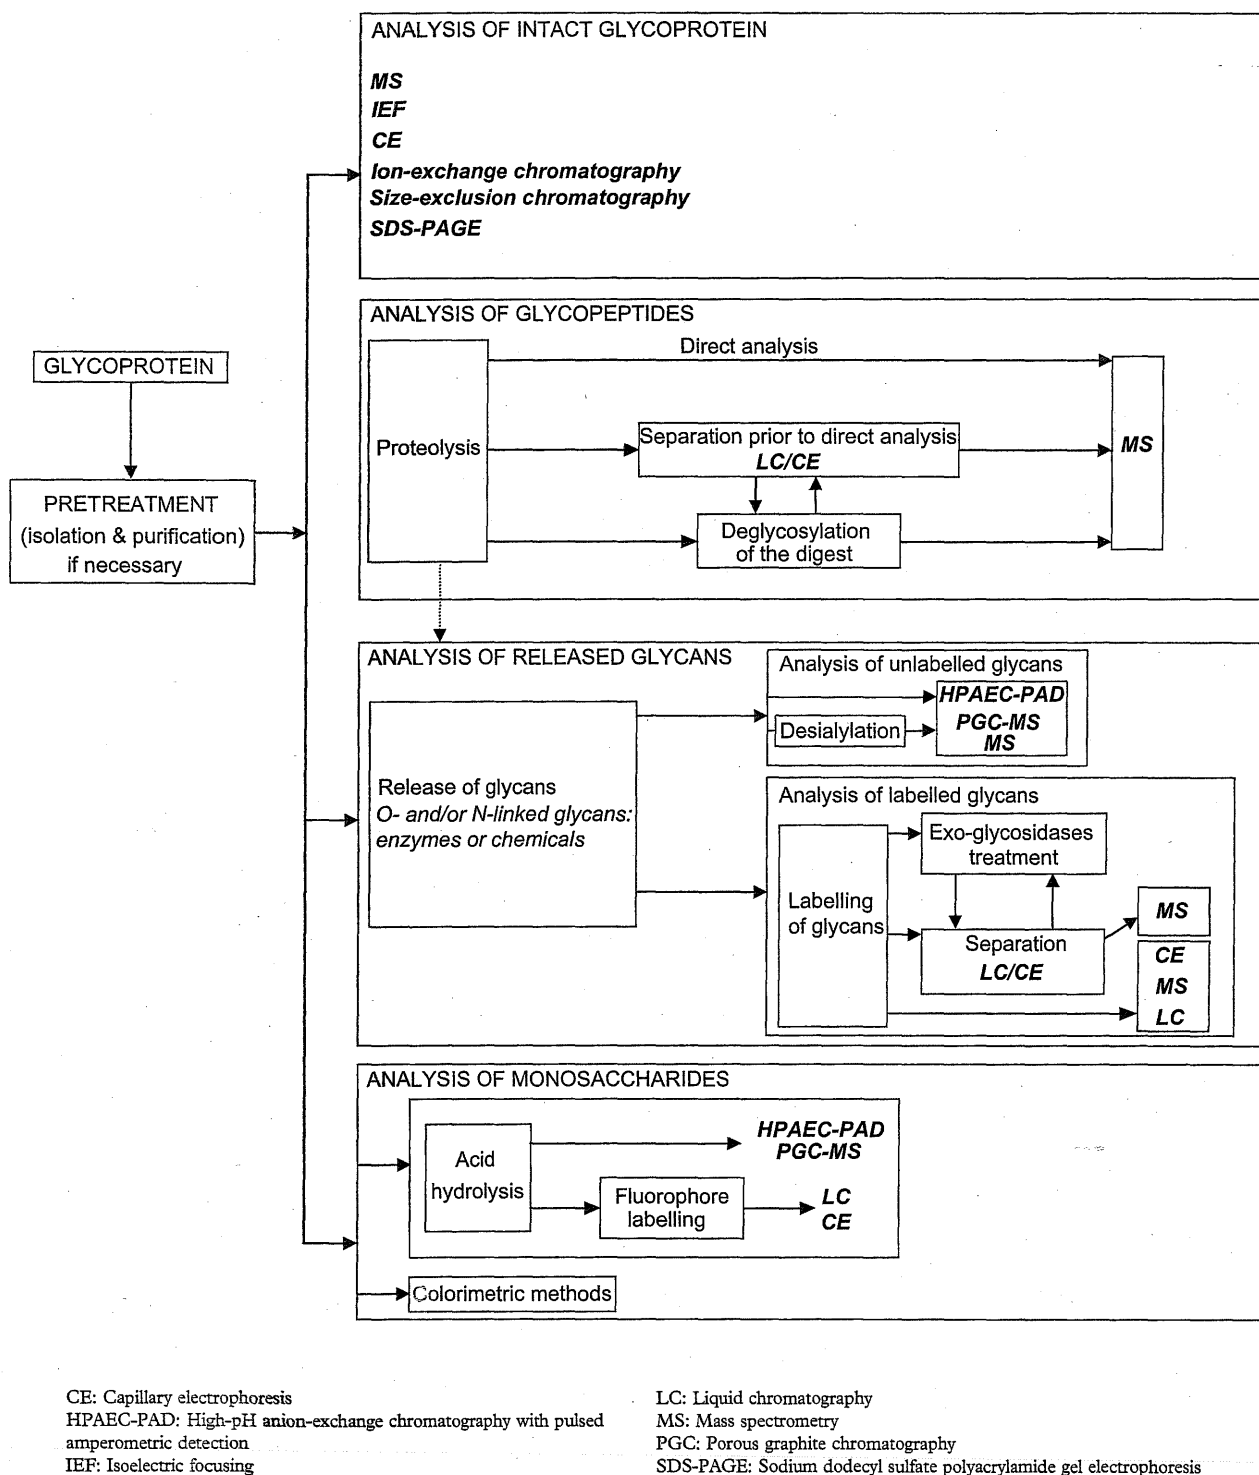 ANALYSIS OF INTACT GLYCOPROTEIN
MS
IEF
CE
Ion-exchange chromatography
Size-exclusion chromatography
SDS-PAGE
GLYCOPROTEIN
PRETREATMENT
(isolation & purification)
if necessary
ANALYSIS OF GLYCOPEPTIDES
Proteolysis
Direct analysis
Separation prior to direct analysis
LC/CE
Deglycosylation
of the digest
MS
ANALYSIS OF RELEASED GLYCANS
Release of glycans
O- and/or N-linked glycans:
enzymes or chemicals
Analysis of unlabelled glycans
Desialylation
HPAEC-PAD
PGC-MS
MS
Analysis of labelled glycans
Labelling
of glycans
Exo-glycosidases
treatment
Separation
LC/CE
MS
CE
MS
LC
ANALYSIS OF MONOSACCHARIDES
Acid
hydrolysis
HPAEC-PAD
PGC-MS
Fluorophore
labelling
LC
CE
Colorimetric methods
CE: Capillary electrophoresis
HPAEC-PAD: High-pH anion-exchange chromatography with pulsed
amperometric detection
IEF: Isoelectric focusing
LC: Liquid chromatography
MS: Mass spectrometry
PGC: Porous graphite chromatography
SDS-PAGE: Sodium dodecyl sulfate polyacrylamide gel electrophoresis